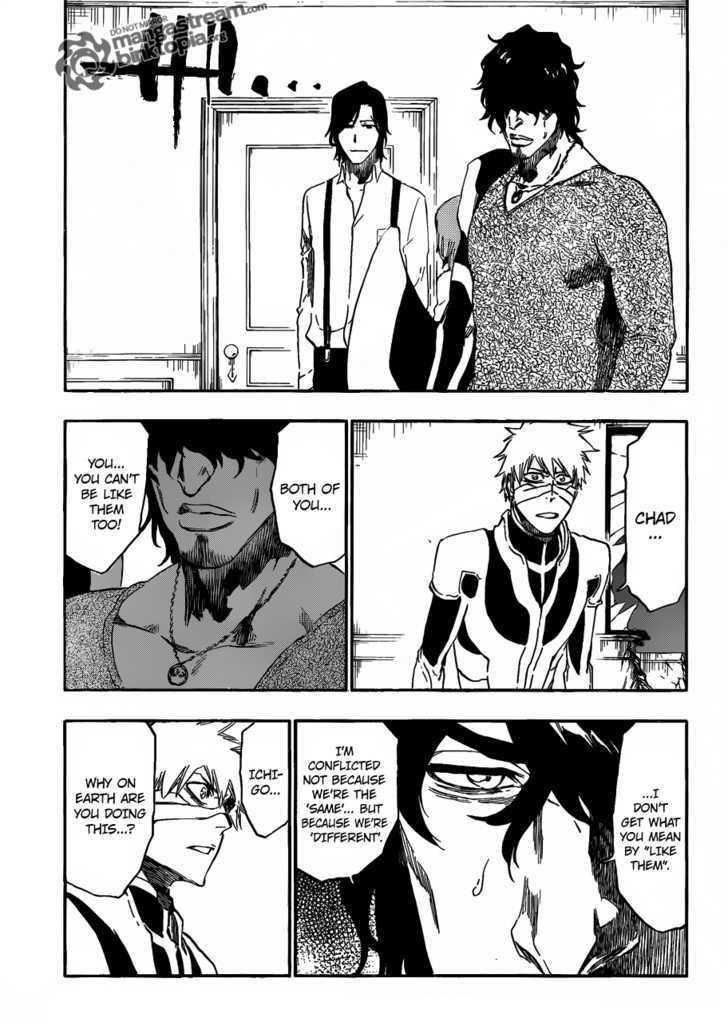 DO NOT MIRROR
mangastream.com
binktopia.org
CHAD
...
BOTH OF
YOU...
YOU...
YOU CAN'T
BE LIKE
THEM
TOO!
...I
DON'T
GET WHAT
YOU MEAN
BY "LIKE
THEM".
I'M
CONFLICTED
NOT BECAUSE
WE'RE THE
'SAME'... BUT
BECAUSE WE'RE
'DIFFERENT'.
ICHI-
GO...
WHY ON
EARTH ARE
YOU DOING
THIS...?